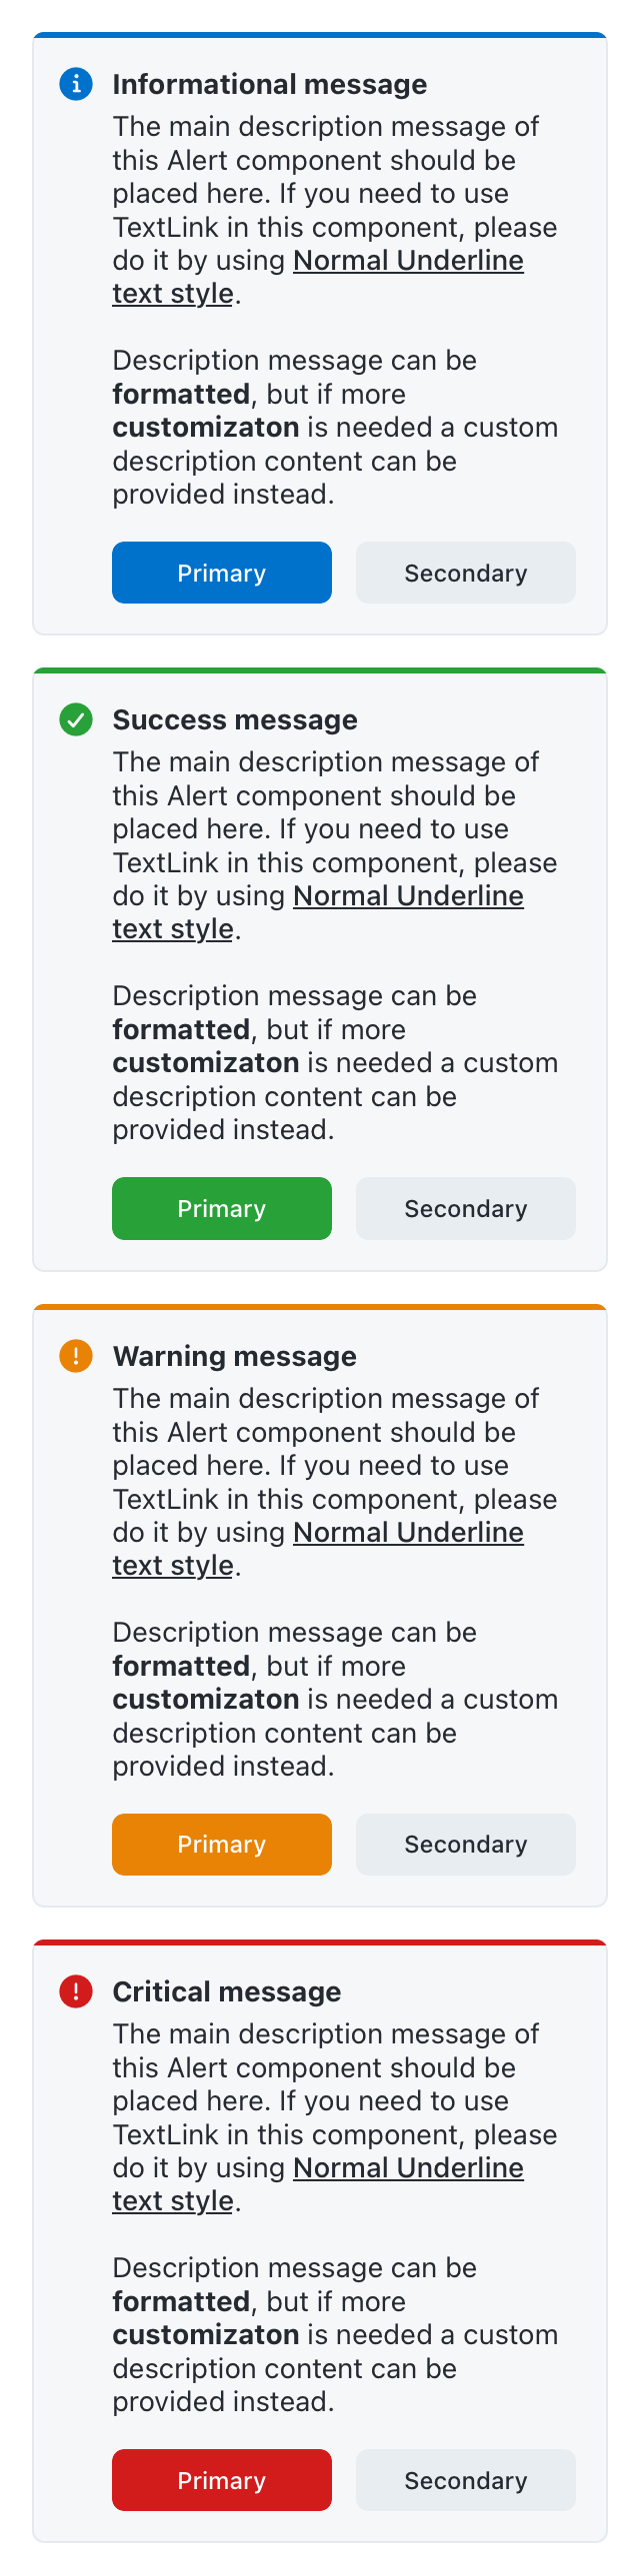 Informational message
The main description message of
this Alert component should be
placed here. If you need to use
TextLink in this component, please
do it by using Normal Underline
text style.
Description message can be
formatted, but if more
customizaton is needed a custom
description content can be
provided instead.
Primary
Secondary
Success message
The main description message of
this Alert component should be
placed here. If you need to use
TextLink in this component, please
do it by using Normal Underline
text style.
Description message can be
formatted, but if more
customizaton is needed a custom
description content can be
provided instead.
Primary
Secondary
Warning message
The main description message of
this Alert component should be
placed here. If you need to use
TextLink in this component, please
do it by using Normal Underline
text style.
Description message can be
formatted, but if more
customizaton is needed a custom
description content can be
provided instead.
Primary
Secondary
Critical message
The main description message of
this Alert component should be
placed here. If you need to use
TextLink in this component, please
do it by using Normal Underline
text style.
Description message can be
formatted, but if more
customizaton is needed a custom
description content can be
provided instead.
Primary
Secondary